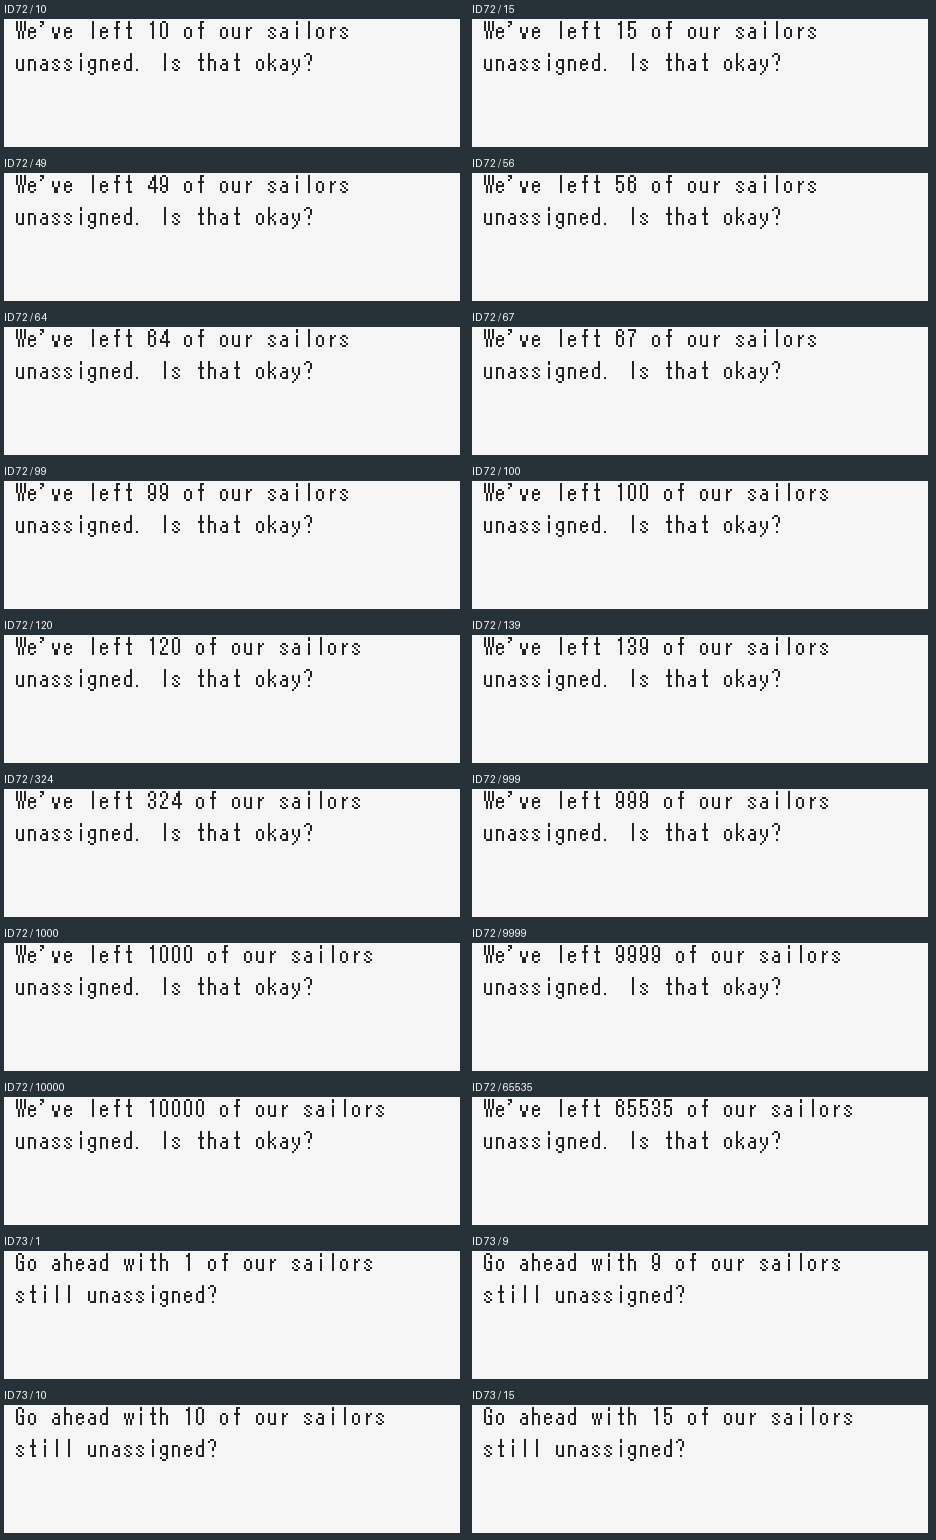 ID72/10
We've left 10 of our sailors
unassigned.  Is that okay?
ID72/15
We've left 15 of our sailors
unassigned.  Is that okay?
ID72/49
We've left 49 of our sailors
unassigned.  Is that okay?
ID72/56
We've left 56 of our sailors
unassigned.  Is that okay?
ID72/64
We've left 64 of our sailors
unassigned.  Is that okay?
ID72/67
We've left 67 of our sailors
unassigned.  Is that okay?
ID72/99
We've left 99 of our sailors
unassigned.  Is that okay?
ID72/100
We've left 100 of our sailors
unassigned.  Is that okay?
ID72/120
We've left 120 of our sailors
unassigned.  Is that okay?
ID72/139
We've left 139 of our sailors
unassigned.  Is that okay?
ID72/324
We've left 324 of our sailors
unassigned.  Is that okay?
ID72/999
We've left 999 of our sailors
unassigned.  Is that okay?
ID72/1000
We've left 1000 of our sailors
unassigned.  Is that okay?
ID72/9999
We've left 9999 of our sailors
unassigned.  Is that okay?
ID72/10000
We've left 10000 of our sailors
unassigned.  Is that okay?
ID72/65535
We've left 65535 of our sailors
unassigned.  Is that okay?
ID73/1
Go ahead with 1 of our sailors
still unassigned?
ID73/9
Go ahead with 9 of our sailors
still unassigned?
ID73/10
Go ahead with 10 of our sailors
still unassigned?
ID73/15
Go ahead with 15 of our sailors
still unassigned?